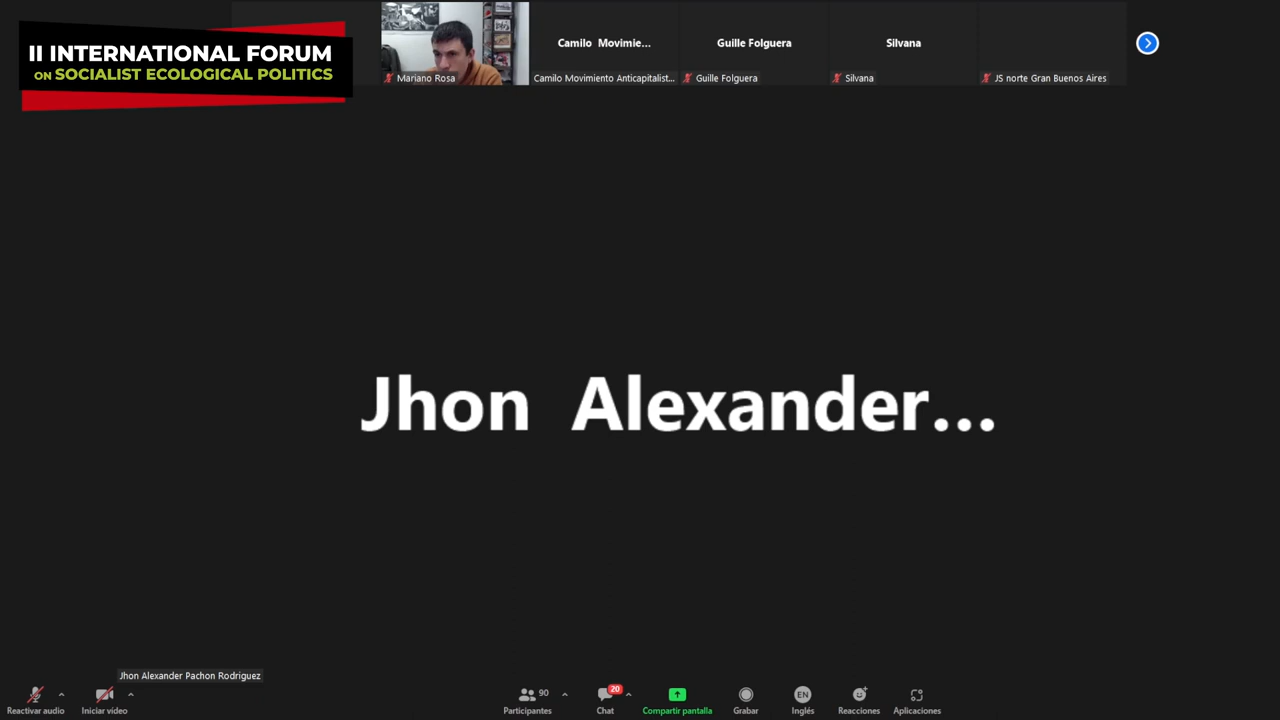 II INTERNATIONAL FORUM
ON SOCIALIST ECOLOGICAL POLITICS
Camilo Movimie...
Guille Folguera
Silvana
Mariano Rosa
Camilo Movimiento Anticapitalist...
Guille Folguera
Silvana
JS norte Gran Buenos Aires
Jhon Alexander...
Jhon Alexander Pachon Rodriguez
90
20
EN
Reactivar audio
Iniciar vídeo
Participantes
Chat
Compartir pantalla
Grabar
Inglés
Reacciones
Aplicaciones